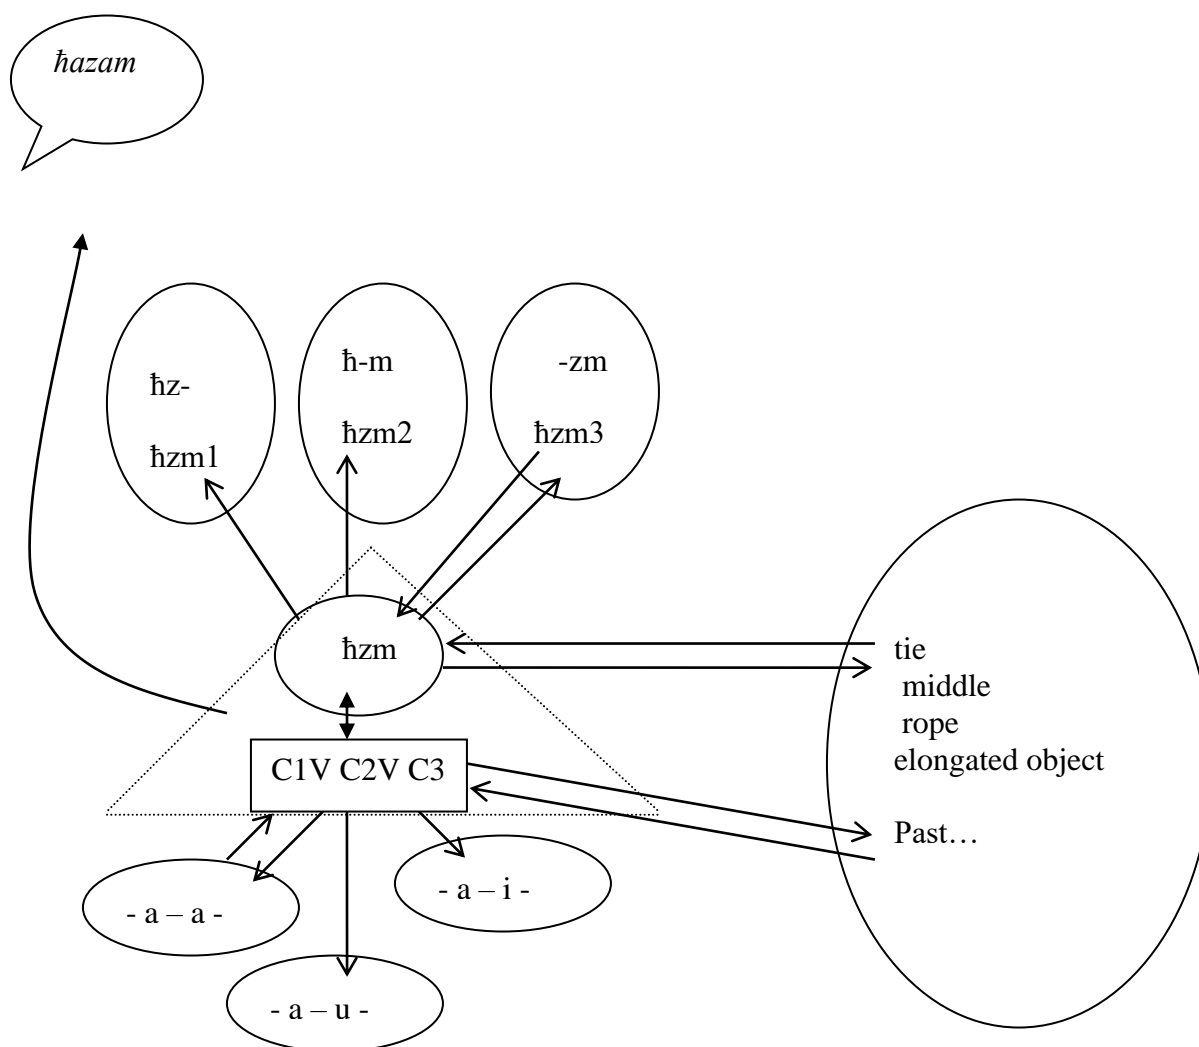 ħazam
ħz-
ħzm1
ħ-m
ħzm2
-zm
ħzm3
ħzm
C1V C2V C3
tie
middle
rope
elongated object
Past…
- a – a -
- a – i -
- a – u -